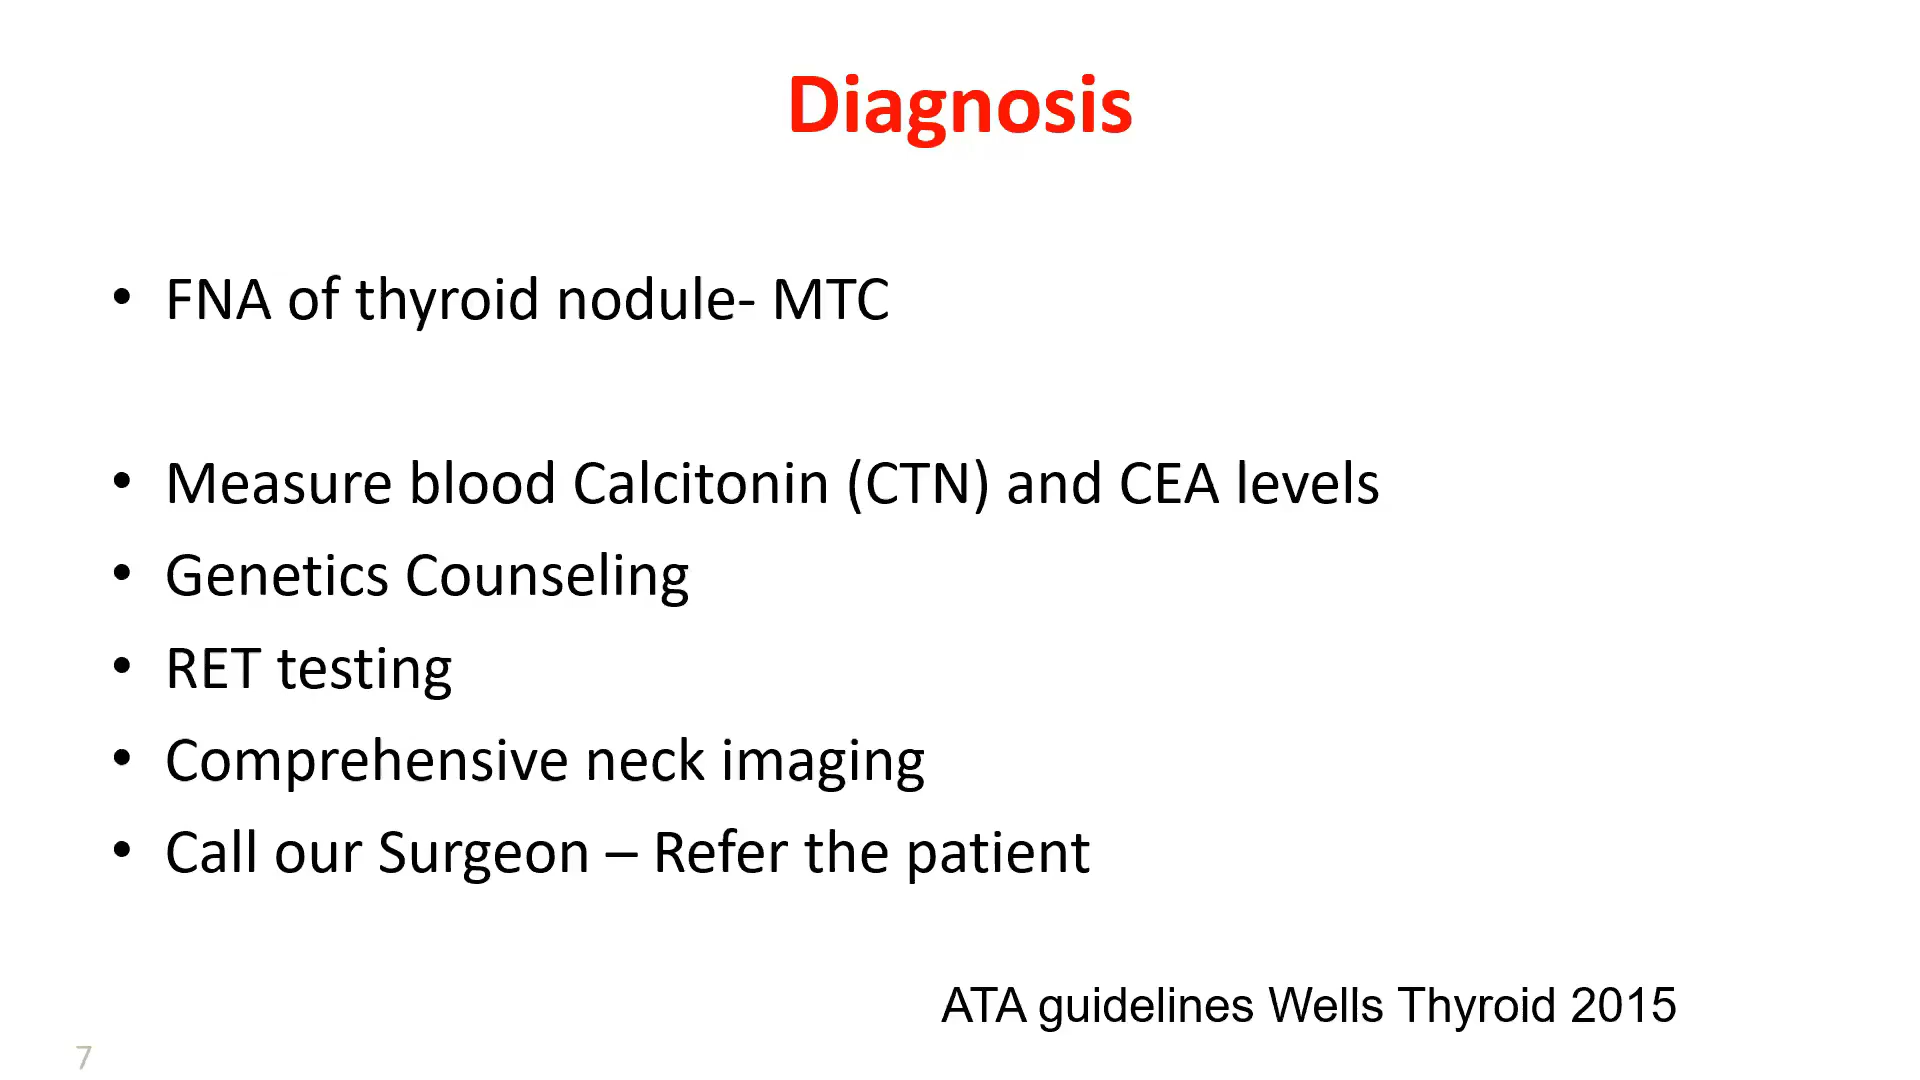 Diagnosis
• FNA of thyroid nodule- MTC
• Measure blood Calcitonin (CTN) and CEA levels
• Genetics Counseling
• RET testing
• Comprehensive neck imaging
• Call our Surgeon – Refer the patient
ATA guidelines Wells Thyroid 2015
7